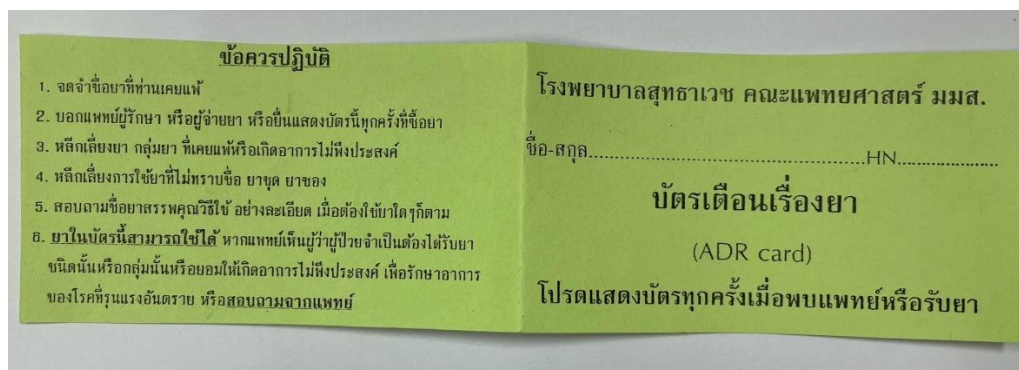 ข้อควรปฏิบัติ
1. จดจำชื่อยาที่ท่านเคยแพ้
2. บอกแพทย์ผู้รักษา หรือผู้จ่ายยา หรือยื่นแสดงบัตรนี้ทุกครั้งที่ซื้อยา
3. หลีกเลี่ยงยา กลุ่มยา ที่เคยแพ้หรือเกิดอาการไม่พึงประสงค์
4. หลีกเลี่ยงการใช้ยาที่ไม่ทราบชื่อ ยาชุด ยาซอง
5. สอบถามชื่อยาสรรพคุณวิธีใช้ อย่างละเอียด เมื่อต้องใช้ยาใดๆก็ตาม
6. ยาในบัตรนี้สามารถใช้ได้ หากแพทย์เห็นผู้ว่าผู้ป่วยจำเป็นต้องได้รับยา
ชนิดนั้นหรือกลุ่มนั้นหรือยอมให้เกิดอาการไม่พึงประสงค์ เพื่อรักษาอาการ
ของโรคที่รุนแรงอันตราย หรือสอบถามจากแพทย์
โรงพยาบาลสุทธาเวช คณะแพทยศาสตร์ มมส.
ชื่อ-สกุล..................................................HN...................
บัตรเตือนเรื่องยา
(ADR card)
โปรดแสดงบัตรทุกครั้งเมื่อพบแพทย์หรือรับยา